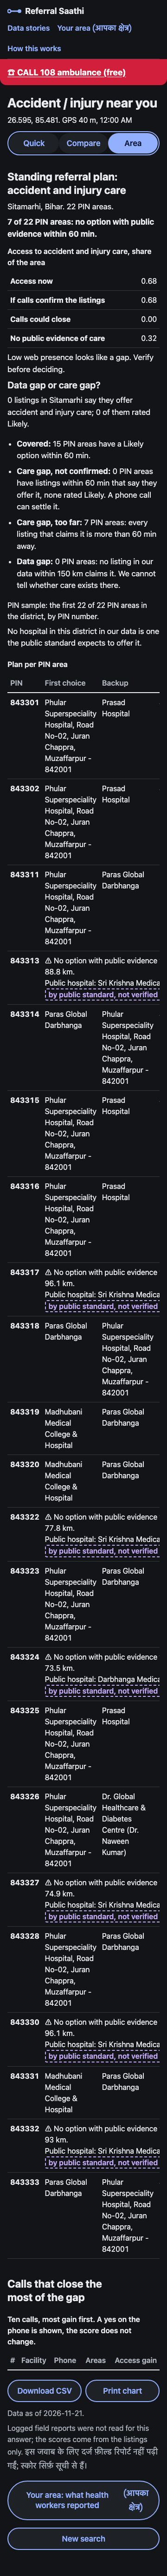 Referral Saathi
Data stories Your area (आपका क्षेत्र)
How this works
☎ CALL 108 ambulance (free)
Accident / injury near you
26.595, 85.481. GPS 40 m, 12:00 AM
Quick Compare Area
Standing referral plans:
accident and injury care
Sitamarhi, Bihar. 22 PIN areas.
7 of 22 PIN areas: no option with public
evidence within 60 min.
Access to accident and injury care, share
of the area
Access now 0.68
If calls confirm the listings 0.68
Calls could close 0.00
No public evidence of care 0.32
Low web presence looks like a gap. Verify
before deciding.
Data gap or care gap?
0 listings in Sitamarhi say they offer
accident and injury care; 0 of them rated
Likely.
• Covered: 15 PIN areas have a Likely
option within 60 min.
• Care gap, not confirmed: 0 PIN areas
have listings within 60 min that say they
offer it, none rated Likely. A phone call
can settle it.
• Care gap, too far: 7 PIN areas: every
listing that claims it is more than 60 min
away.
• Data gap: 0 PIN areas: no listing in our
data within 150 km claims it. We cannot
tell whether care exists there.
PIN sample: the first 22 of 22 PIN areas in
the district, by PIN number.
No hospital in this district in our data is one
the public standard expects to offer it.
Plan per PIN area
PIN First choice Backup
843301 Phular Prasad
Superspeciality Hospital
Hospital, Road
No-02, Juran
Chappra,
Muzaffarpur -
842001
843302 Phular Prasad
Superspeciality Hospital
Hospital, Road
No-02, Juran
Chappra,
Muzaffarpur -
842001
843311 Phular Paras Global
Superspeciality Darbhanga
Hospital, Road
No-02, Juran
Chappra,
Muzaffarpur -
842001
843313 ⚠ No option with public evidence
88.8 km.
Public hospital: Sri Krishna Medica
by public standard, not verified
843314 Paras Global Phular
Darbhanga Superspeciality
Hospital, Road
No-02, Juran
Chappra,
Muzaffarpur -
842001
843315 Phular Prasad
Superspeciality Hospital
Hospital, Road
No-02, Juran
Chappra,
Muzaffarpur -
842001
843316 Phular Prasad
Superspeciality Hospital
Hospital, Road
No-02, Juran
Chappra,
Muzaffarpur -
842001
843317 ⚠ No option with public evidence
96.1 km.
Public hospital: Sri Krishna Medica
by public standard, not verified
843318 Paras Global Phular
Darbhanga Superspeciality
Hospital, Road
No-02, Juran
Chappra,
Muzaffarpur -
842001
843319 Madhubani Paras Global
Medical Darbhanga
College &
Hospital
843320 Madhubani Paras Global
Medical Darbhanga
College &
Hospital
843322 ⚠ No option with public evidence
77.8 km.
Public hospital: Sri Krishna Medica
by public standard, not verified
843323 Phular Paras Global
Superspeciality Darbhanga
Hospital, Road
No-02, Juran
Chappra,
Muzaffarpur -
842001
843324 ⚠ No option with public evidence
73.5 km.
Public hospital: Darbhanga Medica
by public standard, not verified
843325 Phular Prasad
Superspeciality Hospital
Hospital, Road
No-02, Juran
Chappra,
Muzaffarpur -
842001
843326 Phular Dr. Global
Superspeciality Healthcare &
Hospital, Road Diabetes
No-02, Juran Centre (Dr.
Chappra, Naween
Muzaffarpur - Kumar)
842001
843327 ⚠ No option with public evidence
74.9 km.
Public hospital: Sri Krishna Medica
by public standard, not verified
843328 Phular Paras Global
Superspeciality Darbhanga
Hospital, Road
No-02, Juran
Chappra,
Muzaffarpur -
842001
843330 ⚠ No option with public evidence
96.1 km.
Public hospital: Sri Krishna Medica
by public standard, not verified
843331 Madhubani Paras Global
Medical Darbhanga
College &
Hospital
843332 ⚠ No option with public evidence
93 km.
Public hospital: Sri Krishna Medica
by public standard, not verified
843333 Paras Global Phular
Darbhanga Superspeciality
Hospital, Road
No-02, Juran
Chappra,
Muzaffarpur -
842001
Calls that close the
most of the gap
Ten calls, most gain first. A yes on the
phone is shown, the score does not
change.
# Facility Phone Areas Access gain
Download CSV Print chart
Data as of 2026-11-21.
Logged field reports were not read for this
answer; the scores come from the listings
only. इस जवाब के लिए दर्ज फ़ील्ड रिपोर्ट नहीं पढ़ी
गईं; स्कोर सिर्फ़ सूची से हैं।
Your area: what health (आपका
workers reported क्षेत्र)
New search